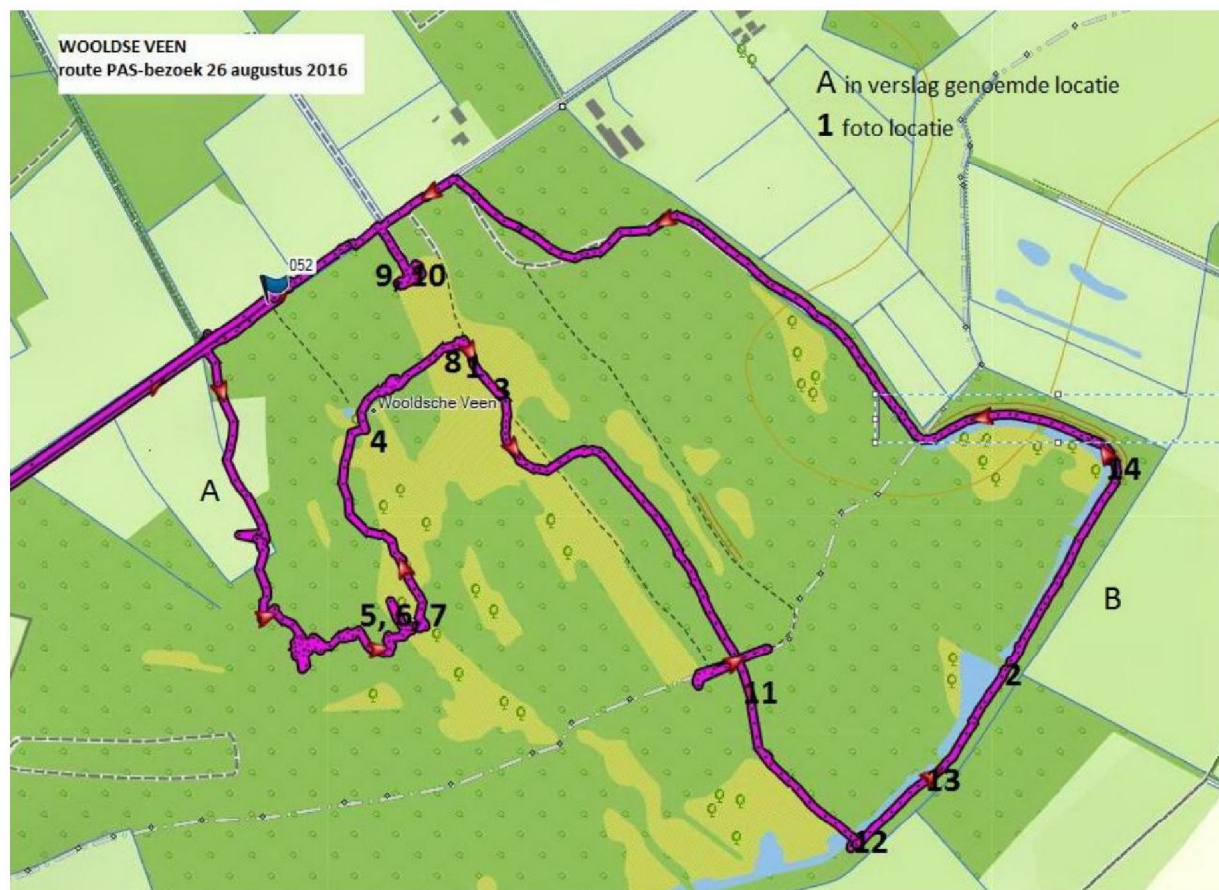 WOOLDSE VEEN
route PAS-bezoek 26 augustus 2016
A in verslag genoemde locatie
1 foto locatie
052
9, 10
8
1
3
Wooldsche Veen
4
14
A
5, 6, 7
B
2
11
13
12